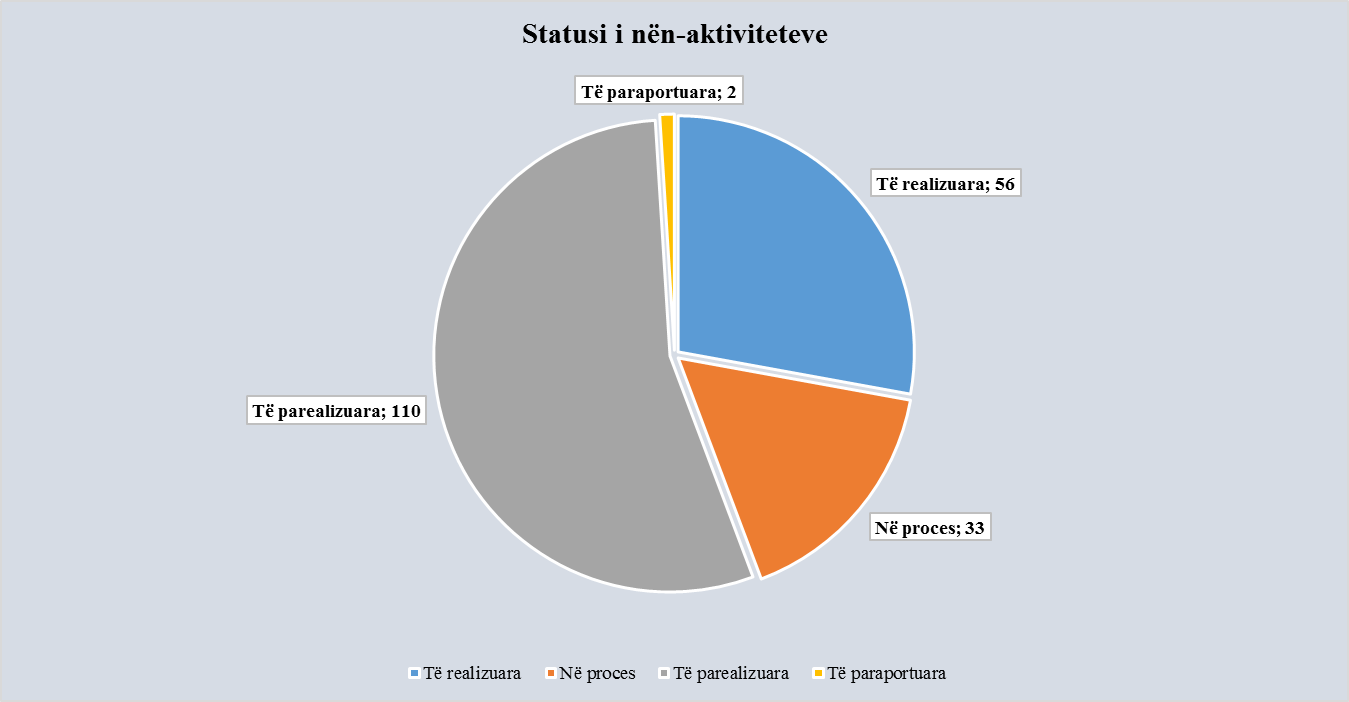 Statusi i nën-aktiviteteve
Të paraportuara; 2
Të realizuara; 56
Të parealizuara; 110
Në proces; 33
Të realizuara Në proces Të parealizuara Të paraportuara